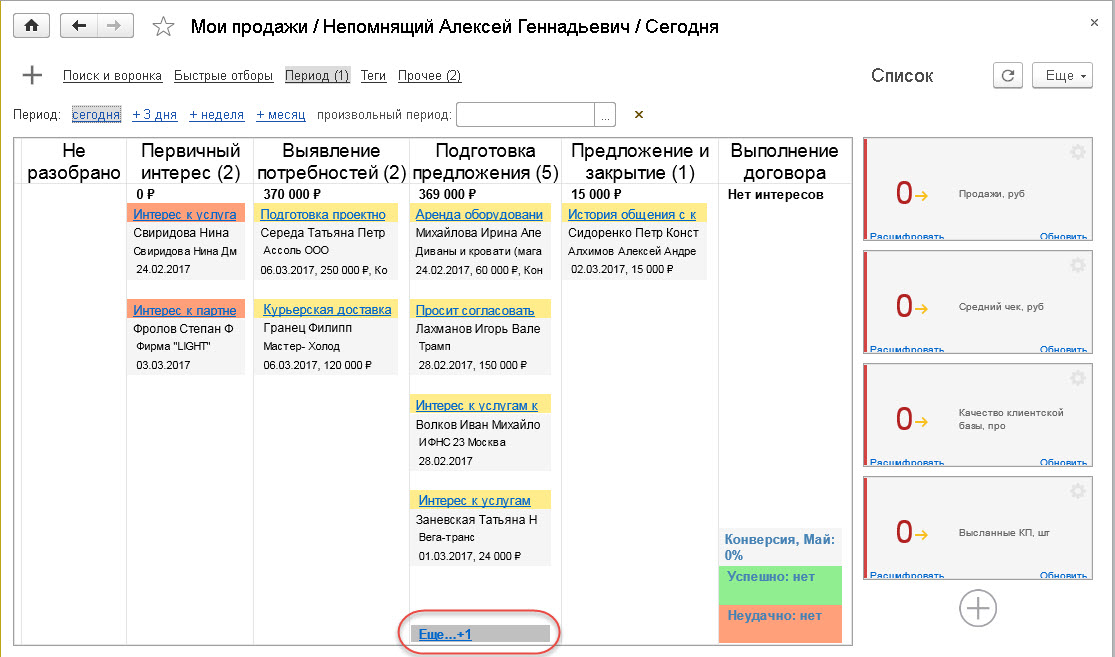 Мои продажи / Непомнящий Алексей Геннадьевич / Сегодня
Поиск и воронка Быстрые отборы Период (1) Теги Прочее (2)
Список
Еще
Период: сегодня + 3 дня + неделя + месяц произвольный период: ...
Не разобрано
Первичный интерес (2)
0 ₽
Интерес к услуга
Свиридова Нина
Свиридова Нина Дм
24.02.2017
Интерес к партне
Фролов Степан Ф
Фирма "LIGHT"
03.03.2017
Выявление потребностей (2)
370 000 ₽
Подготовка проектно
Середа Татьяна Петр
Ассоль ООО
06.03.2017, 250 000 ₽, Ко
Курьерская доставка
Гранец Филипп
Мастер- Холод
06.03.2017, 120 000 ₽
Подготовка предложения (5)
369 000 ₽
Аренда оборудовани
Михайлова Ирина Але
Диваны и кровати (мага
24.02.2017, 60 000 ₽, Кон
Просит согласовать
Лахманов Игорь Вале
Трамп
28.02.2017, 150 000 ₽
Интерес к услугам к
Волков Иван Михайло
ИФНС 23 Москва
28.02.2017
Интерес к услугам
Заневская Татьяна Н
Вега-транс
01.03.2017, 24 000 ₽
Еще...+1
Предложение и закрытие (1)
15 000 ₽
История общения с к
Сидоренко Петр Конст
Алхимов Алексей Андре
02.03.2017, 15 000 ₽
Выполнение договора
Нет интересов
Конверсия, Май:
0%
Успешно: нет
Неудачно: нет
0 Продажи, руб
Расшифровать Обновить
0 Средний чек, руб
Расшифровать Обновить
0 Качество клиентской
базы, про
Расшифровать Обновить
0 Высланные КП, шт
Расшифровать Обновить